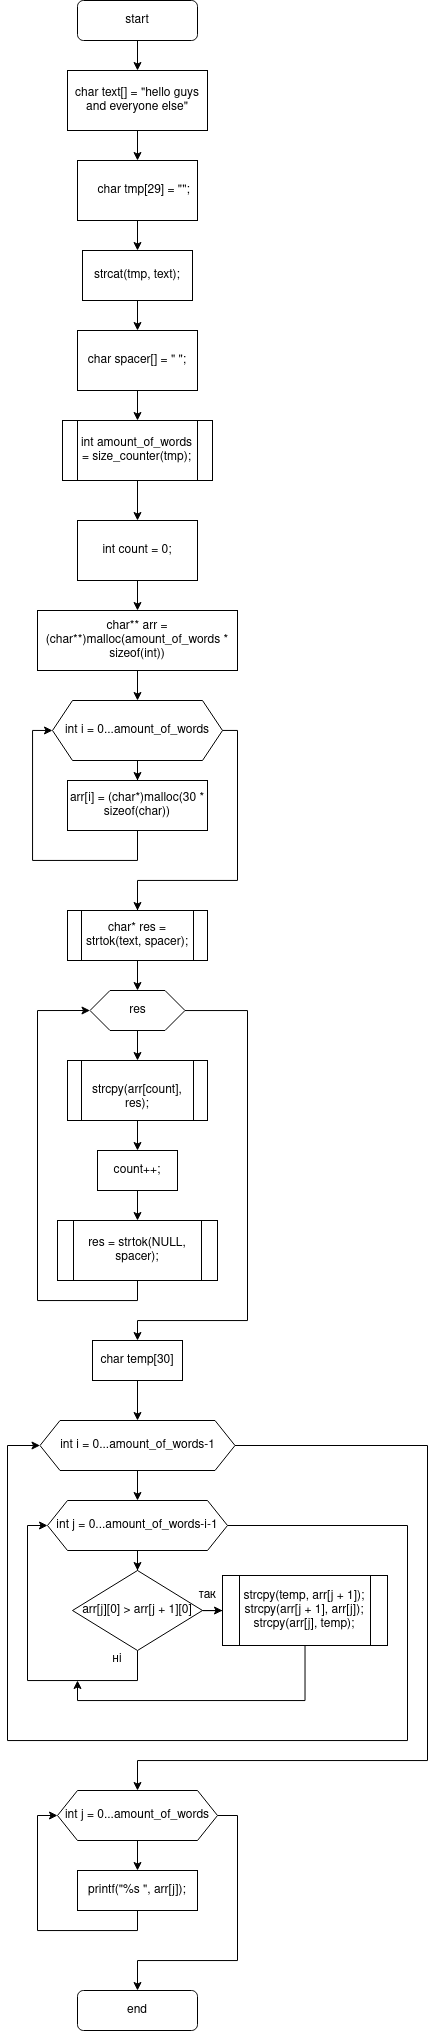 start
char text[] = "hello guys
and everyone else"
char tmp[29] = "";
strcat(tmp, text);
char spacer[] = " ";
int amount_of_words
= size_counter(tmp);
int count = 0;
char** arr =
(char**)malloc(amount_of_words *
sizeof(int))
int i = 0...amount_of_words
arr[i] = (char*)malloc(30 *
sizeof(char))
char* res =
strtok(text, spacer);
res
strcpy(arr[count],
res);
count++;
res = strtok(NULL,
spacer);
char temp[30]
int i = 0...amount_of_words-1
int j = 0...amount_of_words-i-1
arr[j][0] > arr[j + 1][0]
так
strcpy(temp, arr[j + 1]);
strcpy(arr[j + 1], arr[j]);
strcpy(arr[j], temp);
ні
int j = 0...amount_of_words
printf("%s ", arr[j]);
end